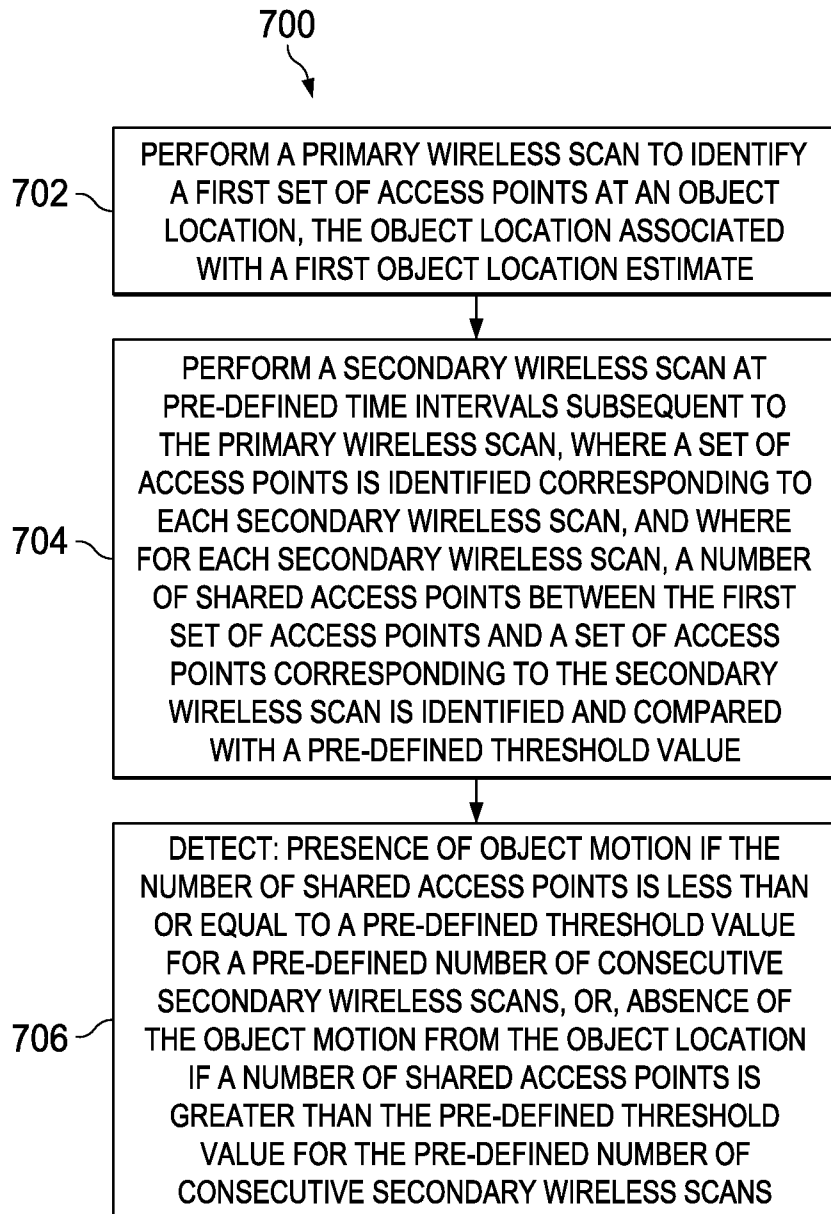 700
702
PERFORM A PRIMARY WIRELESS SCAN TO IDENTIFY
A FIRST SET OF ACCESS POINTS AT AN OBJECT
LOCATION, THE OBJECT LOCATION ASSOCIATED
WITH A FIRST OBJECT LOCATION ESTIMATE
704
PERFORM A SECONDARY WIRELESS SCAN AT
PRE-DEFINED TIME INTERVALS SUBSEQUENT TO
THE PRIMARY WIRELESS SCAN, WHERE A SET OF
ACCESS POINTS IS IDENTIFIED CORRESPONDING TO
EACH SECONDARY WIRELESS SCAN, AND WHERE
FOR EACH SECONDARY WIRELESS SCAN, A NUMBER
OF SHARED ACCESS POINTS BETWEEN THE FIRST
SET OF ACCESS POINTS AND A SET OF ACCESS
POINTS CORRESPONDING TO THE SECONDARY
WIRELESS SCAN IS IDENTIFIED AND COMPARED
WITH A PRE-DEFINED THRESHOLD VALUE
706
DETECT: PRESENCE OF OBJECT MOTION IF THE
NUMBER OF SHARED ACCESS POINTS IS LESS THAN
OR EQUAL TO A PRE-DEFINED THRESHOLD VALUE
FOR A PRE-DEFINED NUMBER OF CONSECUTIVE
SECONDARY WIRELESS SCANS, OR, ABSENCE OF
THE OBJECT MOTION FROM THE OBJECT LOCATION
IF A NUMBER OF SHARED ACCESS POINTS IS
GREATER THAN THE PRE-DEFINED THRESHOLD
VALUE FOR THE PRE-DEFINED NUMBER OF
CONSECUTIVE SECONDARY WIRELESS SCANS